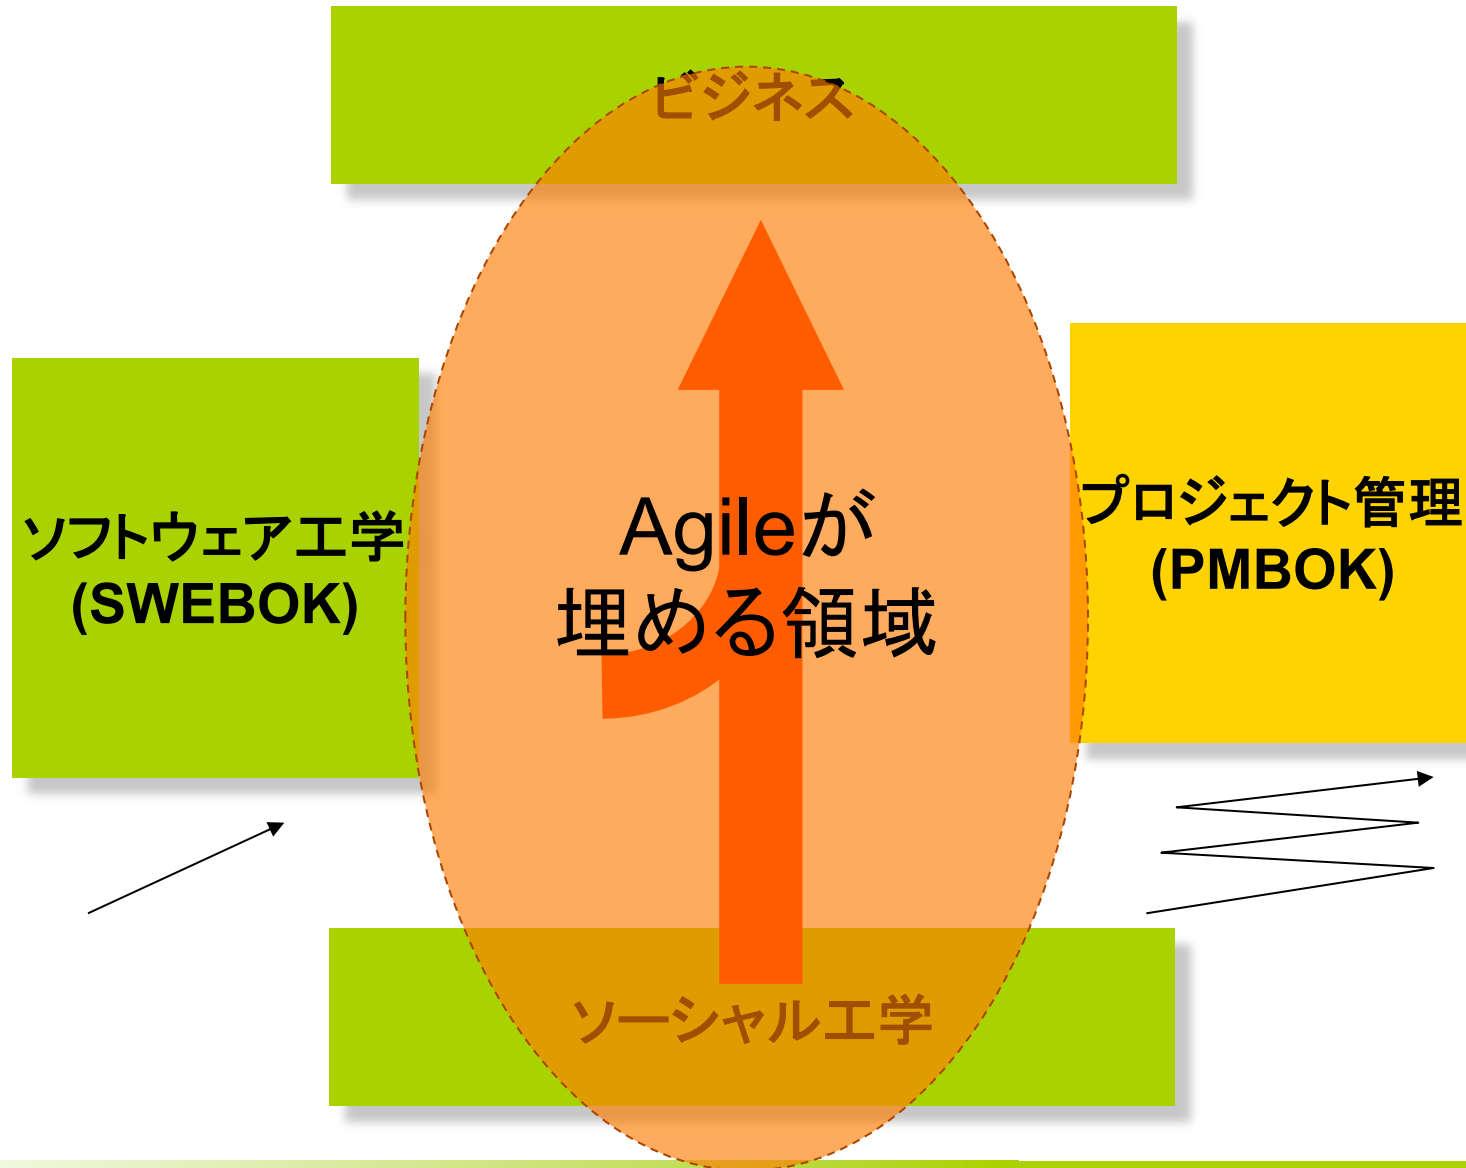 ビジネス
ソフトウェア工学
(SWEBOK)
Agileが
埋める領域
プロジェクト管理
(PMBOK)
ソーシャル工学